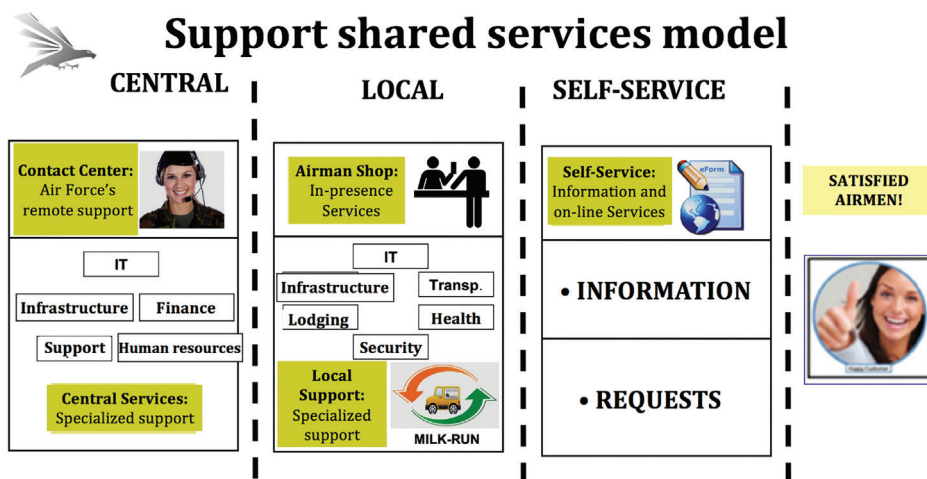 Support shared services model
CENTRAL
LOCAL
SELF-SERVICE
Contact Center:
Air Force's
remote support
IT
Infrastructure
Finance
Support
Human resources
Central Services:
Specialized support
Airman Shop:
In-presence
Services
IT
Infrastructure
Transp.
Lodging
Health
Security
Local
Support:
Specialized
support
MILK-RUN
Self-Service:
Information and
on-line Services
eForm
• INFORMATION
• REQUESTS
SATISFIED
AIRMEN!
Happy Customer